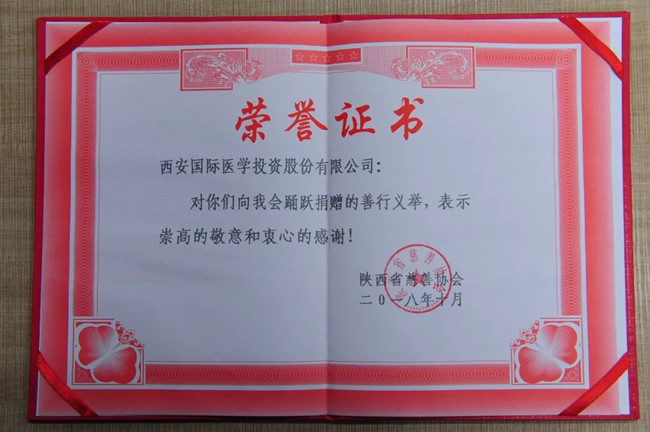 荣誉证书
西安国际医学投资股份有限公司：
对你们向我会踊跃捐赠的善行义举，表示
崇高的敬意和衷心的感谢！
陕西省慈善协会
二〇一八年十月